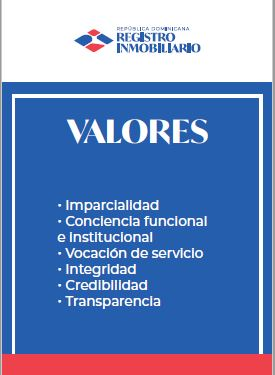 REPÚBLICA DOMINICANA
REGISTRO
INMOBILIARIO
VALORES
• Imparcialidad
• Conciencia funcional
e institucional
• Vocación de servicio
• Integridad
• Credibilidad
• Transparencia